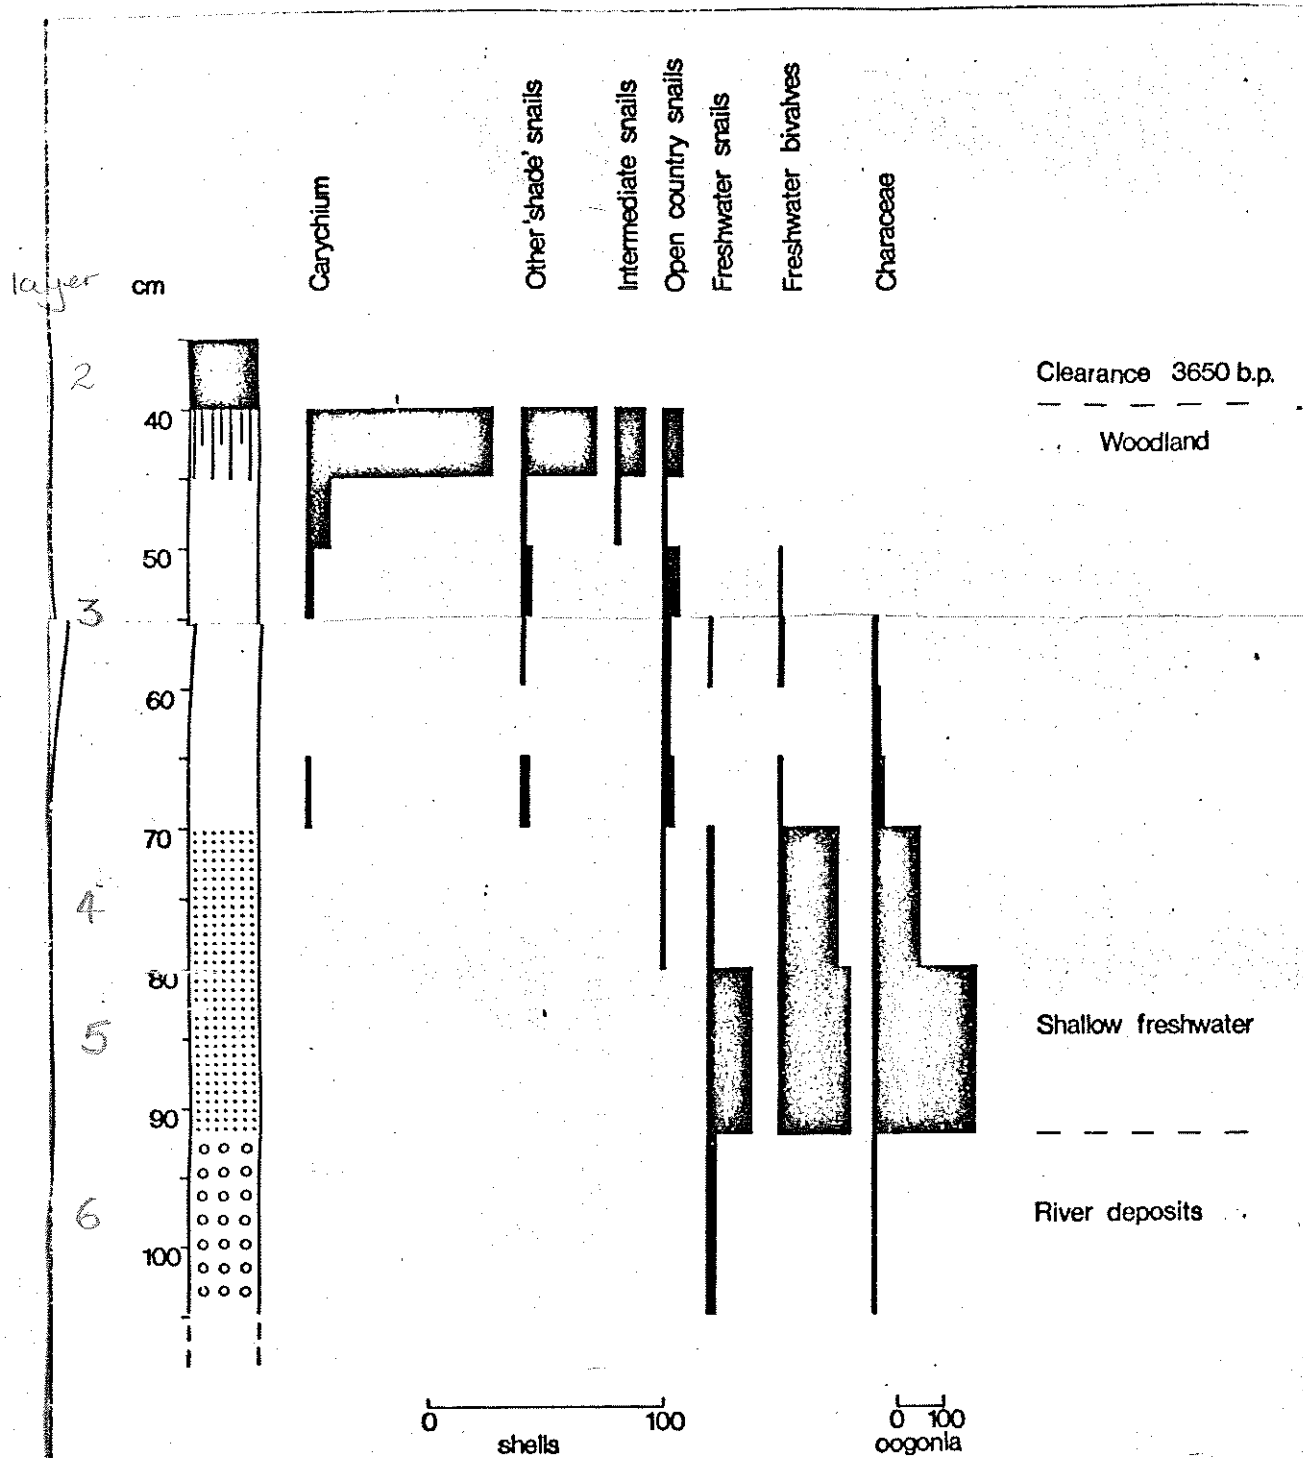 Carychium
Other 'shade' snails
Intermediate snails
Open country snails
Freshwater snails
Freshwater bivalves
Characeae
layer
cm
2
Clearance 3650 b.p.
40
Woodland
50
3
60
70
4
80
5
Shallow freshwater
90
6
River deposits
100
0 100
shells
0 100
oogonia